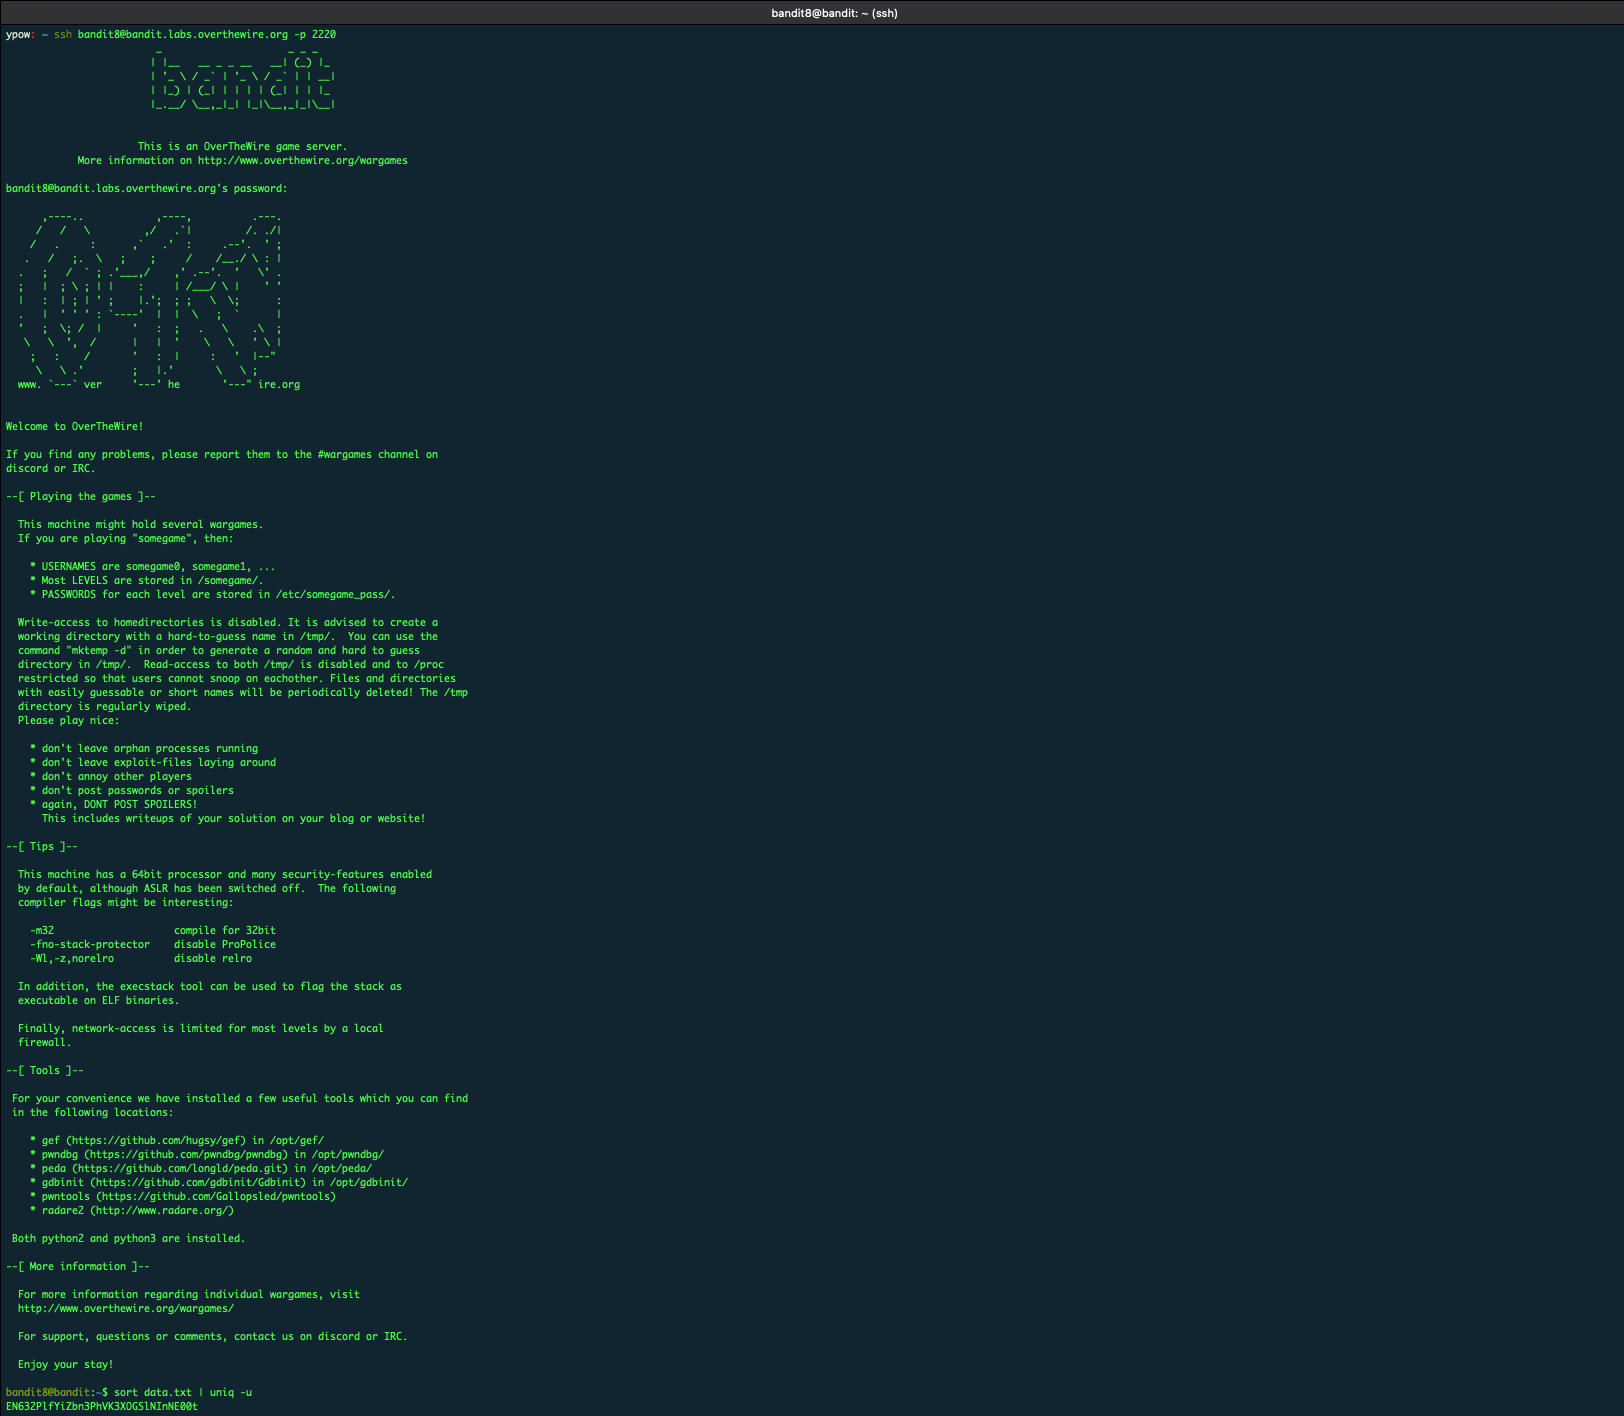 bandit8@bandit: ~ (ssh)
ypow: ~ ssh bandit8@bandit.labs.overthewire.org -p 2220
This is an OverTheWire game server.
More information on http://www.overthewire.org/wargames
bandit8@bandit.labs.overthewire.org's password:
www. `---` ver     '---' he       '---" ire.org
Welcome to OverTheWire!
If you find any problems, please report them to the #wargames channel on
discord or IRC.
--[ Playing the games ]--
This machine might hold several wargames.
If you are playing "somegame", then:
* USERNAMES are somegame0, somegame1, ...
* Most LEVELS are stored in /somegame/.
* PASSWORDS for each level are stored in /etc/somegame_pass/.
Write-access to homedirectories is disabled. It is advised to create a
working directory with a hard-to-guess name in /tmp/.  You can use the
command "mktemp -d" in order to generate a random and hard to guess
directory in /tmp/.  Read-access to both /tmp/ is disabled and to /proc
restricted so that users cannot snoop on eachother. Files and directories
with easily guessable or short names will be periodically deleted! The /tmp
directory is regularly wiped.
Please play nice:
* don't leave orphan processes running
* don't leave exploit-files laying around
* don't annoy other players
* don't post passwords or spoilers
* again, DONT POST SPOILERS!
This includes writeups of your solution on your blog or website!
--[ Tips ]--
This machine has a 64bit processor and many security-features enabled
by default, although ASLR has been switched off.  The following
compiler flags might be interesting:
-m32                    compile for 32bit
-fno-stack-protector    disable ProPolice
-Wl,-z,norelro          disable relro
In addition, the execstack tool can be used to flag the stack as
executable on ELF binaries.
Finally, network-access is limited for most levels by a local
firewall.
--[ Tools ]--
For your convenience we have installed a few useful tools which you can find
in the following locations:
* gef (https://github.com/hugsy/gef) in /opt/gef/
* pwndbg (https://github.com/pwndbg/pwndbg) in /opt/pwndbg/
* peda (https://github.com/longld/peda.git) in /opt/peda/
* gdbinit (https://github.com/gdbinit/Gdbinit) in /opt/gdbinit/
* pwntools (https://github.com/Gallopsled/pwntools)
* radare2 (http://www.radare.org/)
Both python2 and python3 are installed.
--[ More information ]--
For more information regarding individual wargames, visit
http://www.overthewire.org/wargames/
For support, questions or comments, contact us on discord or IRC.
Enjoy your stay!
bandit8@bandit:~$ sort data.txt | uniq -u
EN632PlfYiZbn3PhVK3XOGSlNInNE00t